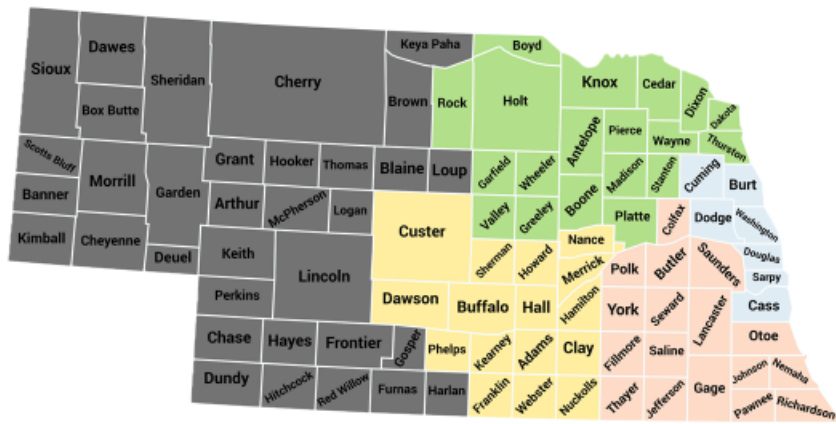 Sioux
Dawes
Sheridan
Cherry
Keya Paha
Boyd
Box Butte
Brown
Rock
Holt
Knox
Cedar
Dixon
Dakota
Antelope
Pierce
Wayne
Thurston
Scotts Bluff
Morrill
Garden
Grant
Hooker
Thomas
Blaine
Loup
Garfield
Wheeler
Madison
Stanton
Cuming
Burt
Banner
Arthur
McPherson
Logan
Custer
Valley
Greeley
Boone
Platte
Colfax
Dodge
Washington
Kimball
Cheyenne
Deuel
Keith
Lincoln
Sherman
Howard
Nance
Merrick
Polk
Butler
Saunders
Douglas
Sarpy
Perkins
Dawson
Buffalo
Hall
Hamilton
York
Seward
Lancaster
Cass
Chase
Hayes
Frontier
Gosper
Phelps
Kearney
Adams
Clay
Fillmore
Saline
Otoe
Dundy
Hitchcock
Red Willow
Furnas
Harlan
Franklin
Webster
Nuckolls
Thayer
Jefferson
Gage
Johnson
Nemaha
Pawnee
Richardson